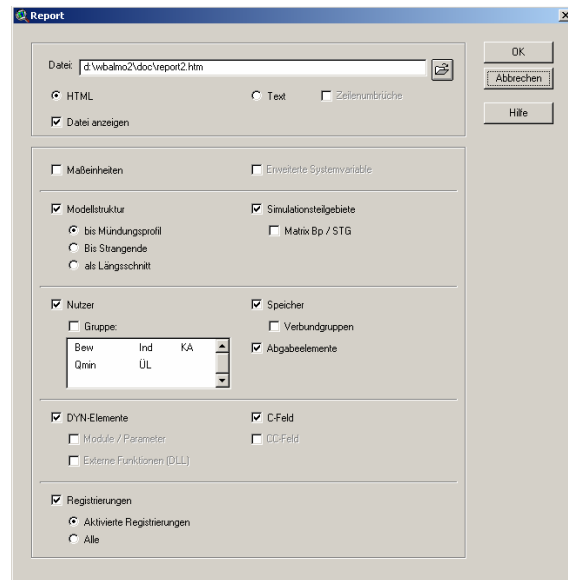 Report
Datei: d:\wbalmo2\doc\report2.htm
OK
Abbrechen
HTML Text Zeilenumbrüche
Hilfe
Datei anzeigen
Maßeinheiten Erweiterte Systemvariable
Modellstruktur Simulationsteilgebiete
bis Mündungsprofil Matrix Bp / STG
Bis Strangende
als Längsschnitt
Nutzer Speicher
Gruppe: Verbundgruppen
Bew Ind KA Abgabeelemente
Qmin ÜL
DYN-Elemente C-Feld
Module / Parameter CC-Feld
Externe Funktionen (DLL)
Registrierungen
Aktivierte Registrierungen
Alle